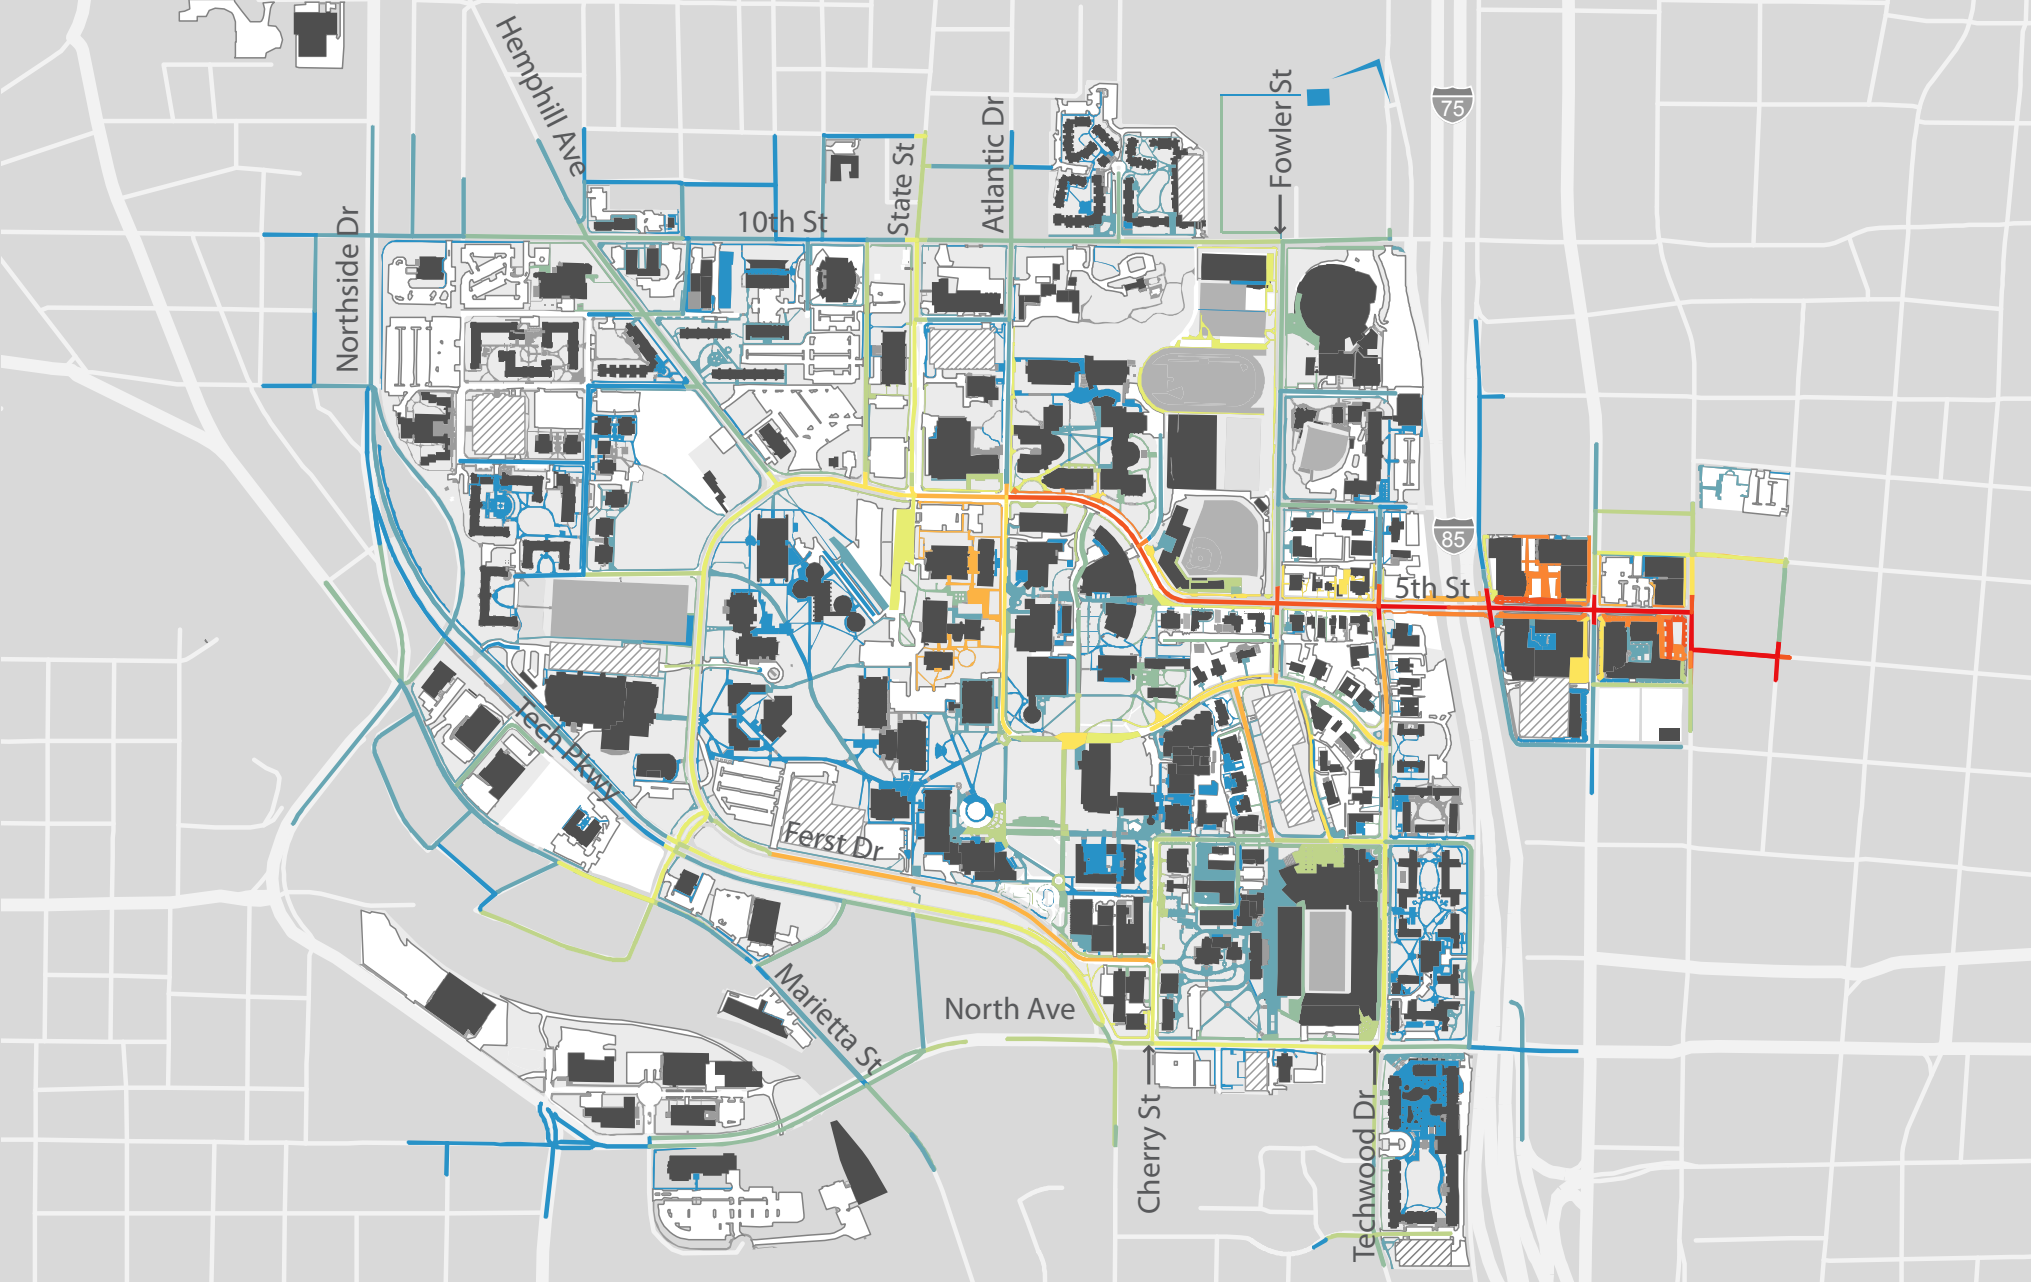 Hemphill Ave
Atlantic Dr
Fowler St
75
State St
Northside Dr
10th St
85
5th St
Tech Pkwy
Ferst Dr
Marietta St
North Ave
Cherry St
Techwood Dr